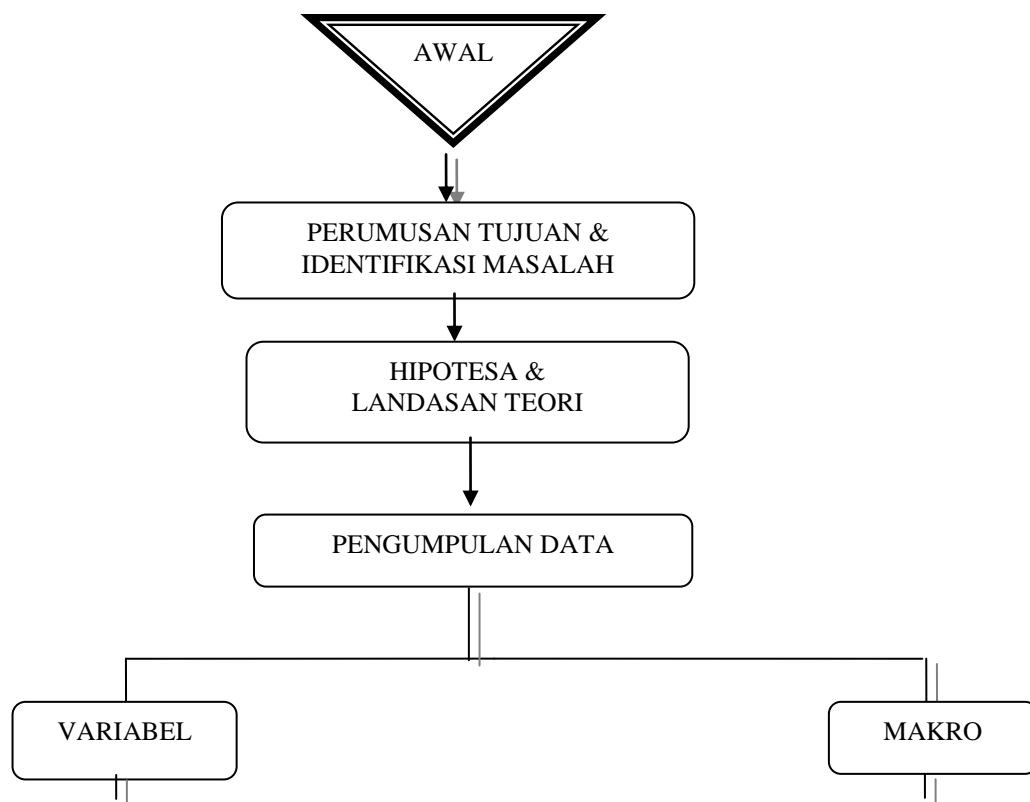 AWAL
PERUMUSAN TUJUAN &
IDENTIFIKASI MASALAH
HIPOTESA &
LANDASAN TEORI
PENGUMPULAN DATA
VARIABEL
MAKRO